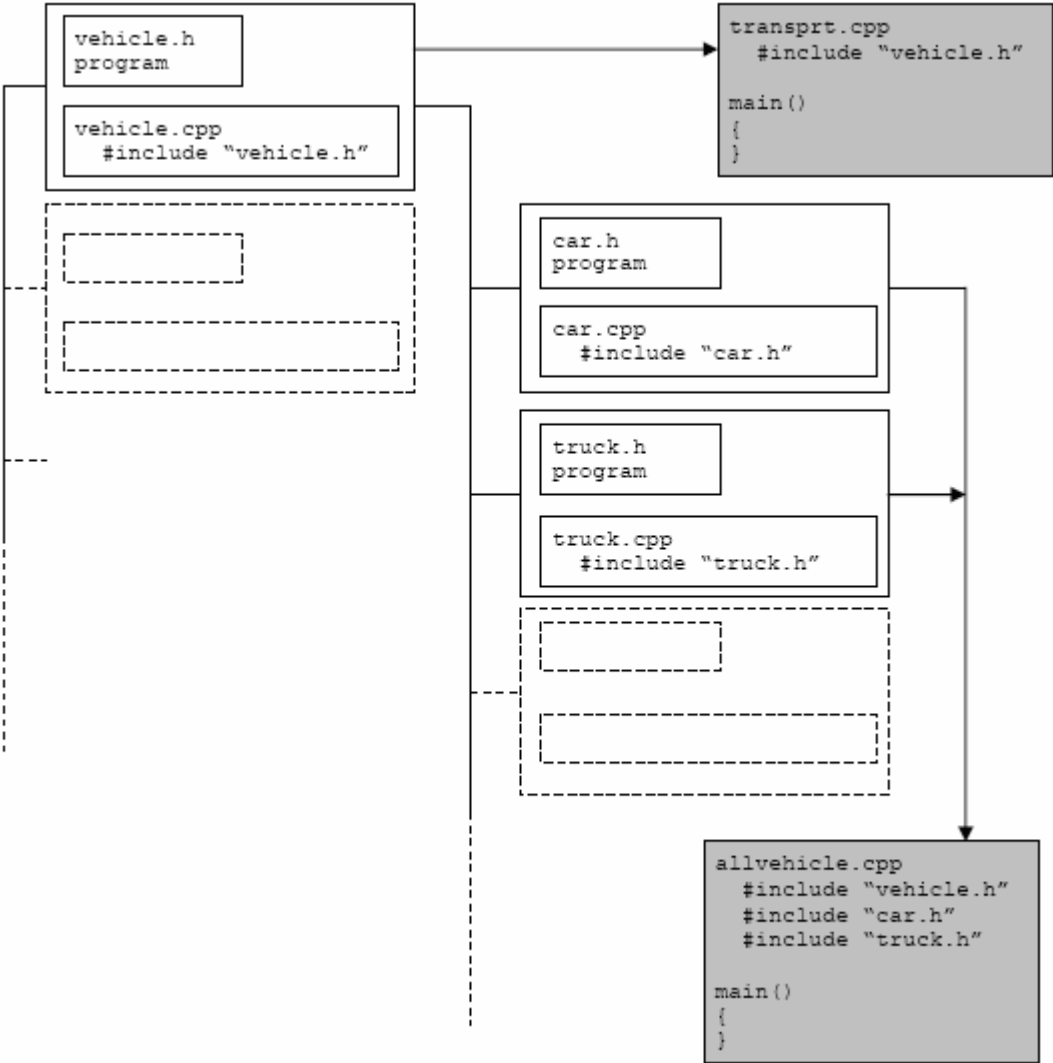 vehicle.h
program
vehicle.cpp
#include “vehicle.h”
transprt.cpp
#include “vehicle.h”
main()
{
}
car.h
program
car.cpp
#include “car.h”
truck.h
program
truck.cpp
#include “truck.h”
allvehicle.cpp
#include “vehicle.h”
#include “car.h”
#include “truck.h”
main()
{
}